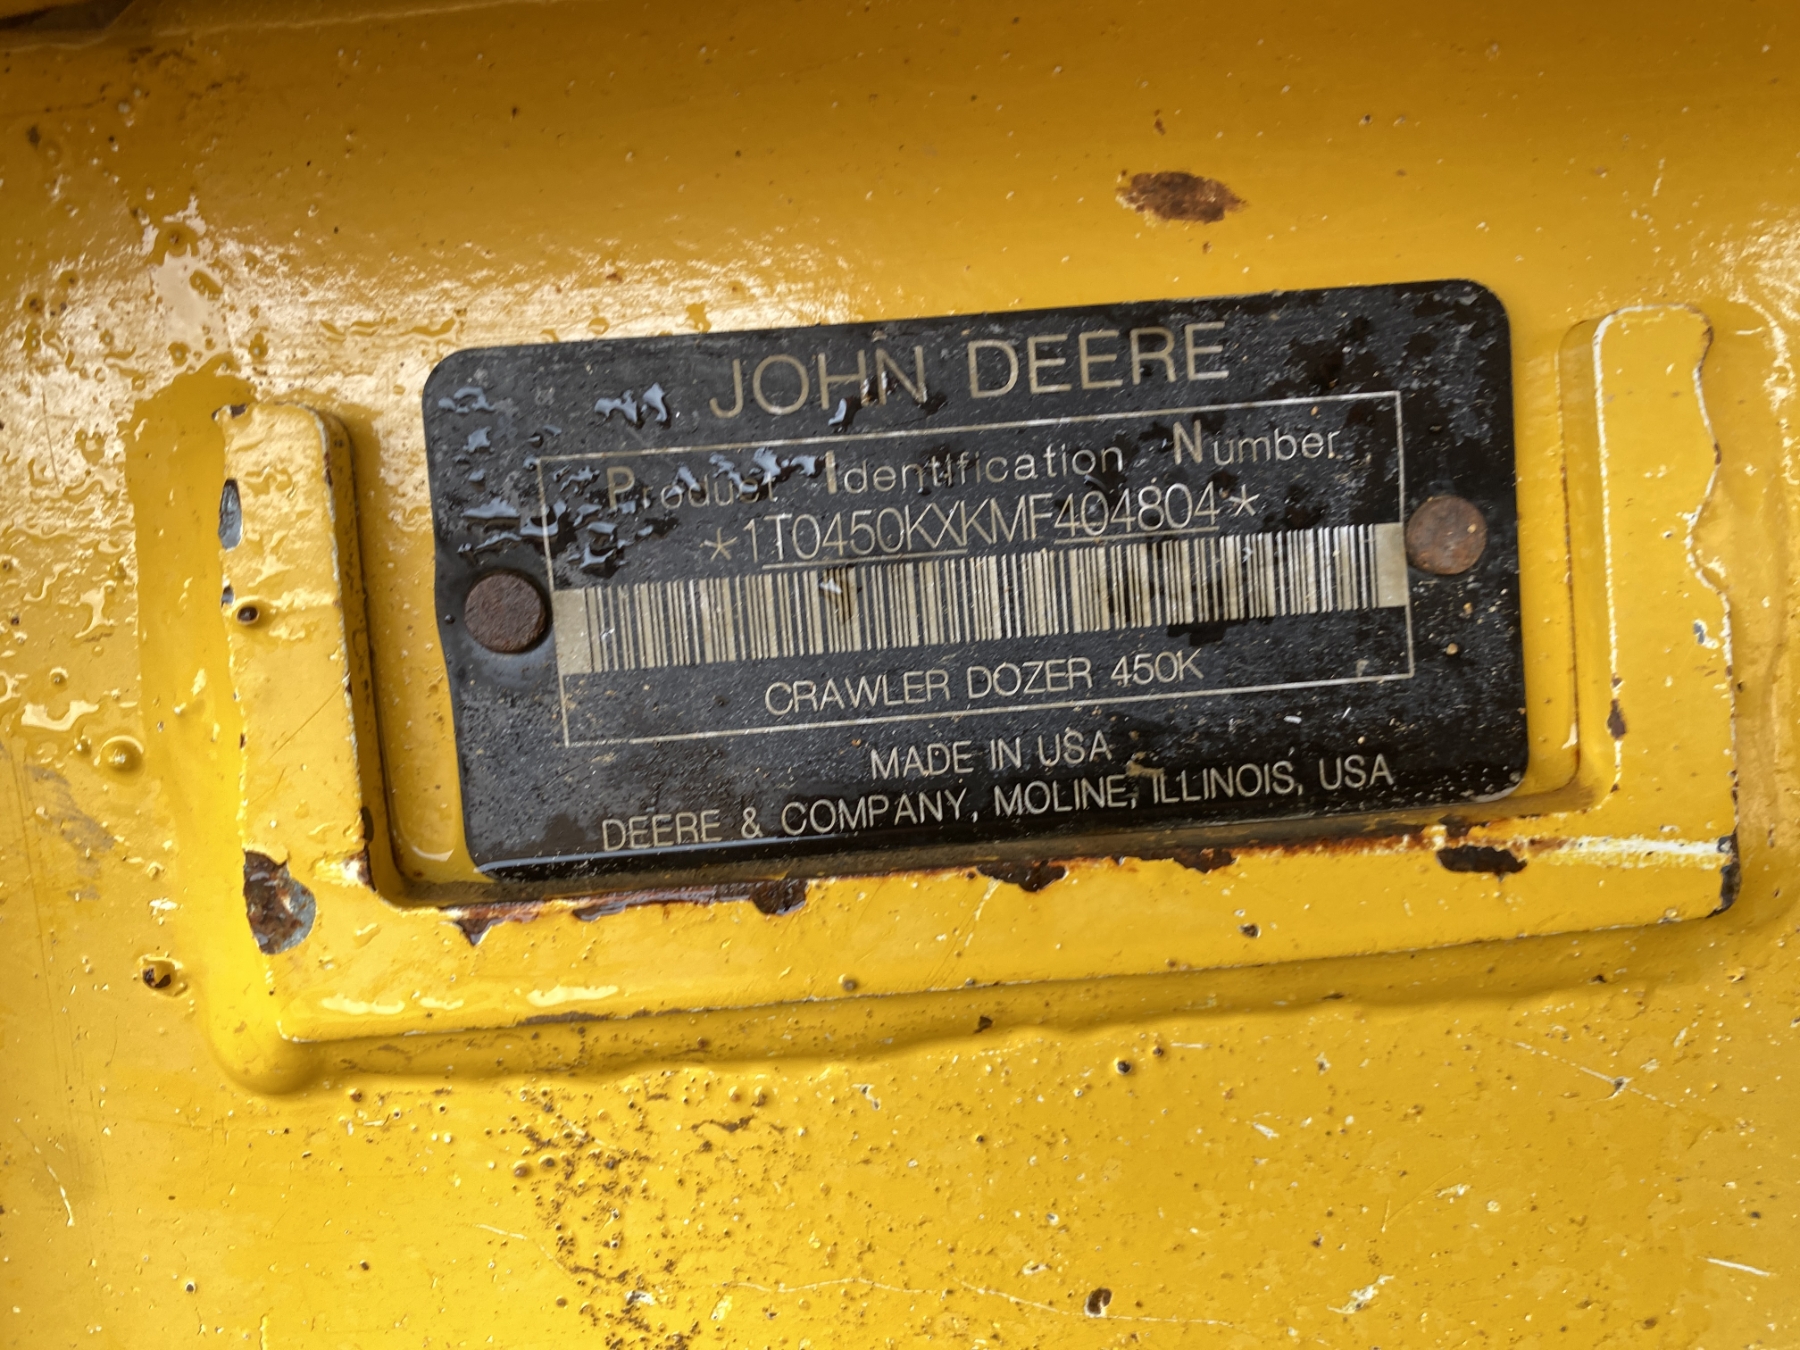 JOHN DEERE
Product Identification Number
*1T0450KXKMF404804*
CRAWLER DOZER 450K
MADE IN USA
DEERE & COMPANY, MOLINE, ILLINOIS, USA